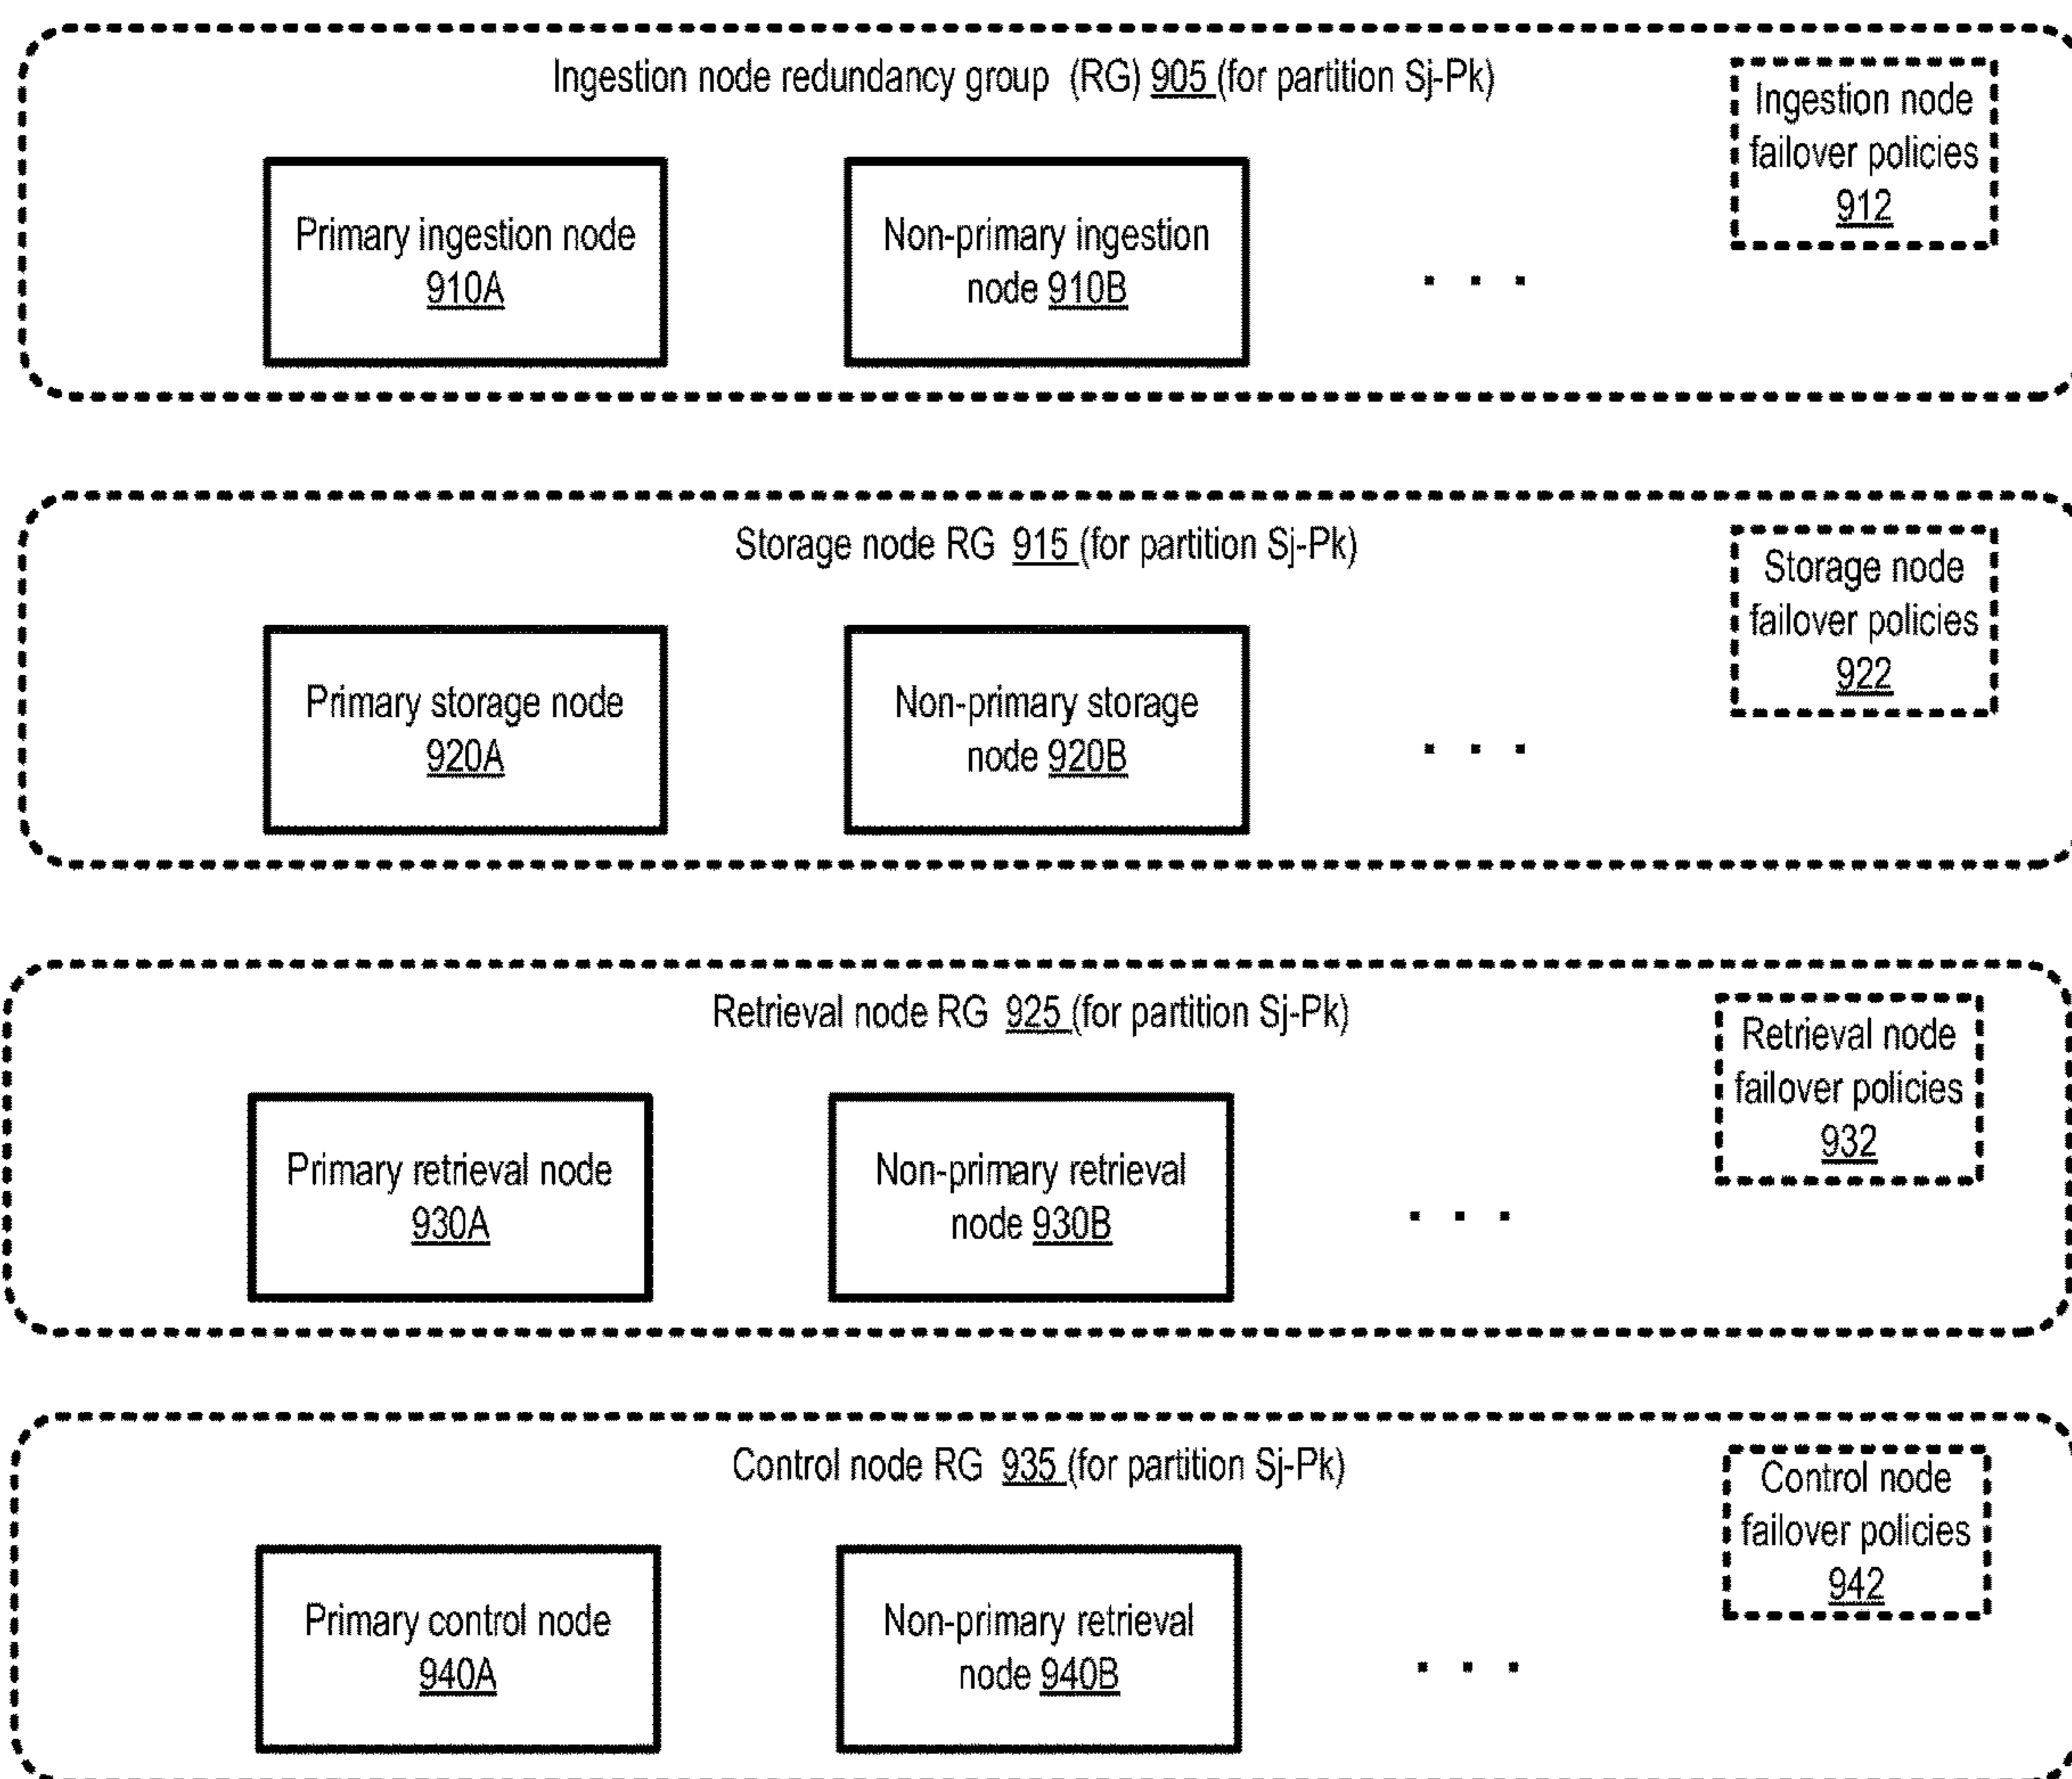 Ingestion node redundancy group (RG) 905 (for partition Sj-Pk)
Ingestion node
failover policies
912
Primary ingestion node
910A
Non-primary ingestion
node 910B
. . .
Storage node RG 915 (for partition Sj-Pk)
Storage node
failover policies
922
Primary storage node
920A
Non-primary storage
node 920B
. . .
Retrieval node RG 925 (for partition Sj-Pk)
Retrieval node
failover policies
932
Primary retrieval node
930A
Non-primary retrieval
node 930B
. . .
Control node RG 935 (for partition Sj-Pk)
Control node
failover policies
942
Primary control node
940A
Non-primary retrieval
node 940B
. . .